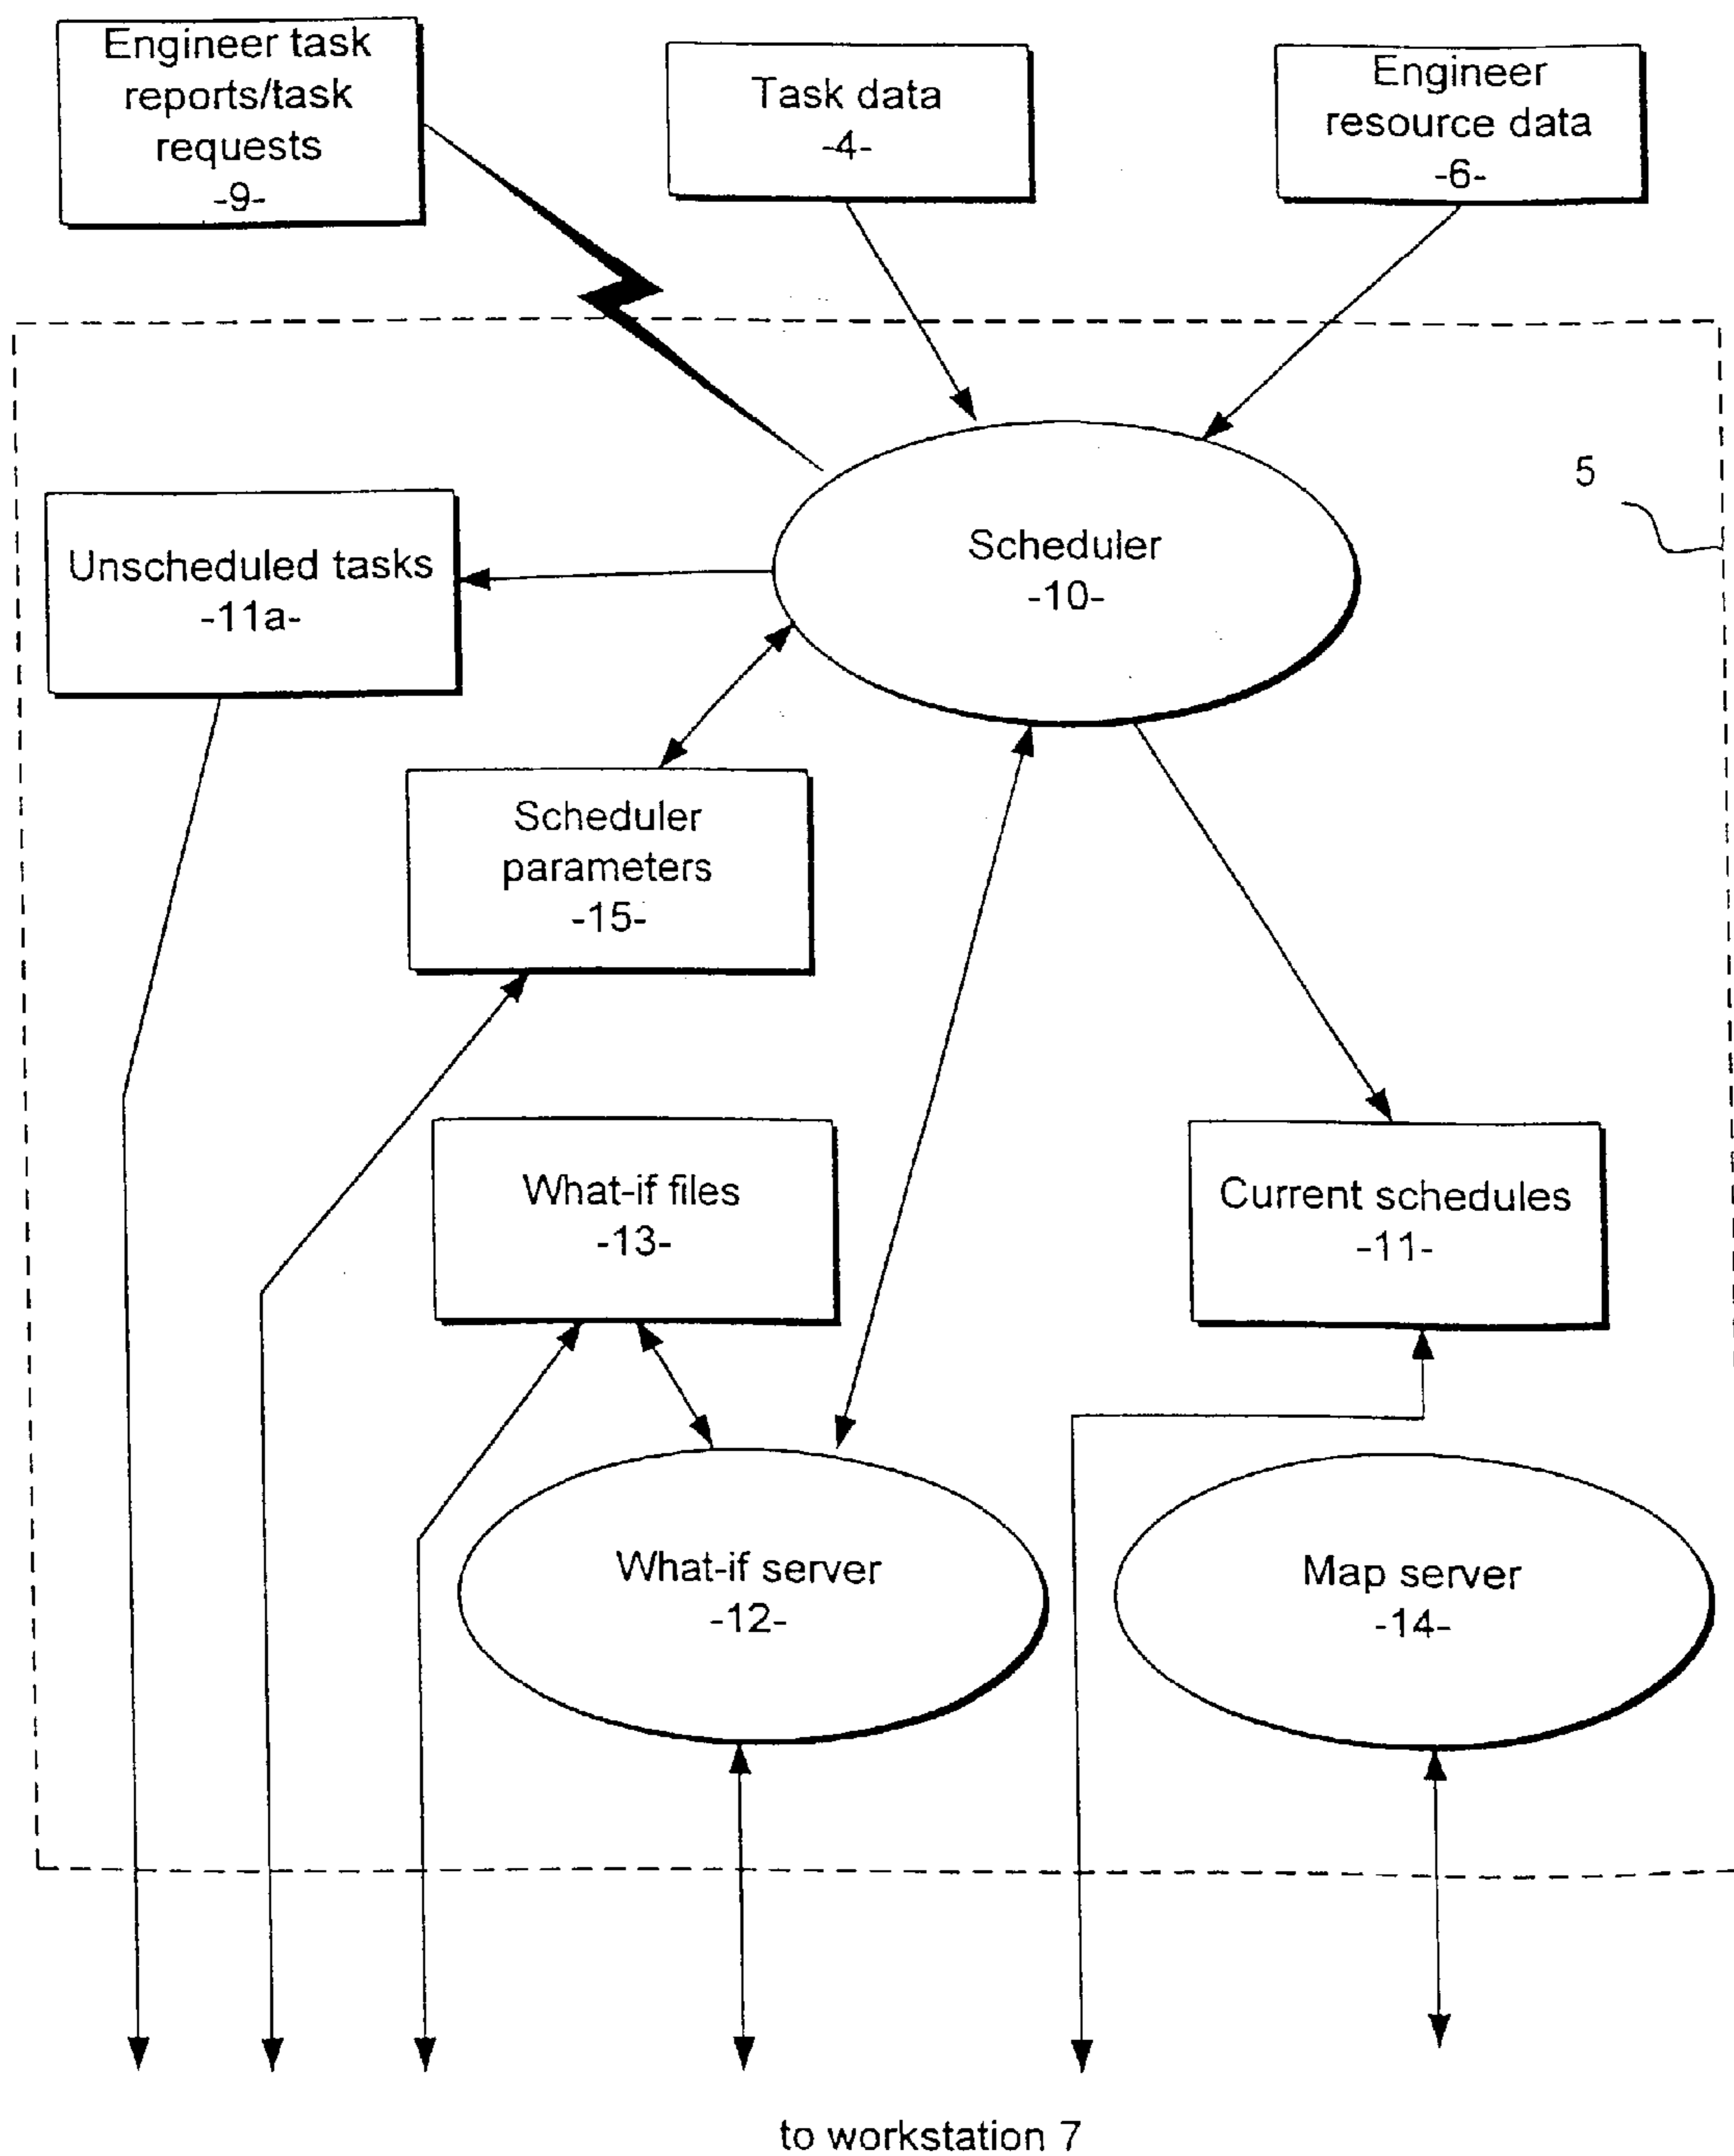 Engineer task
reports/task
requests
-9-
Task data
-4-
Engineer
resource data
-6-
5
Scheduler
-10-
Unscheduled tasks
-11a-
Scheduler
parameters
-15-
What-if files
-13-
Current schedules
-11-
What-if server
-12-
Map server
-14-
to workstation 7